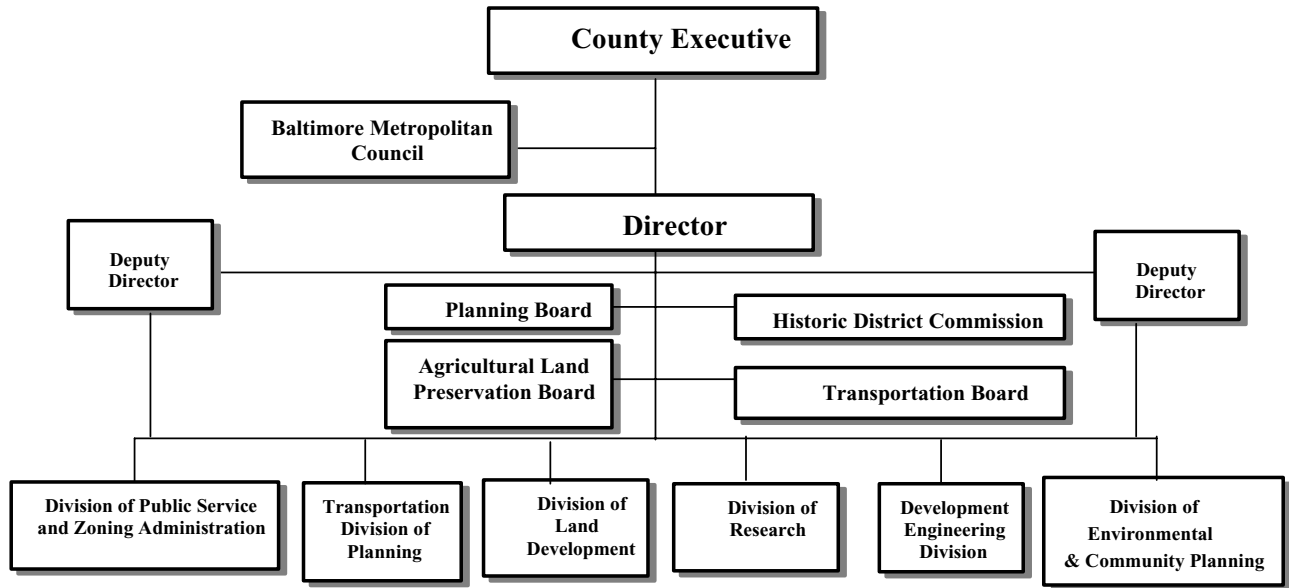 County Executive
Baltimore Metropolitan
Council
Director
Deputy
Director
Deputy
Director
Planning Board
Historic District Commission
Agricultural Land
Preservation Board
Transportation Board
Division of Public Service
and Zoning Administration
Transportation
Division of
Planning
Division of
Land
Development
Division of
Research
Development
Engineering
Division
Division of
Environmental
& Community Planning